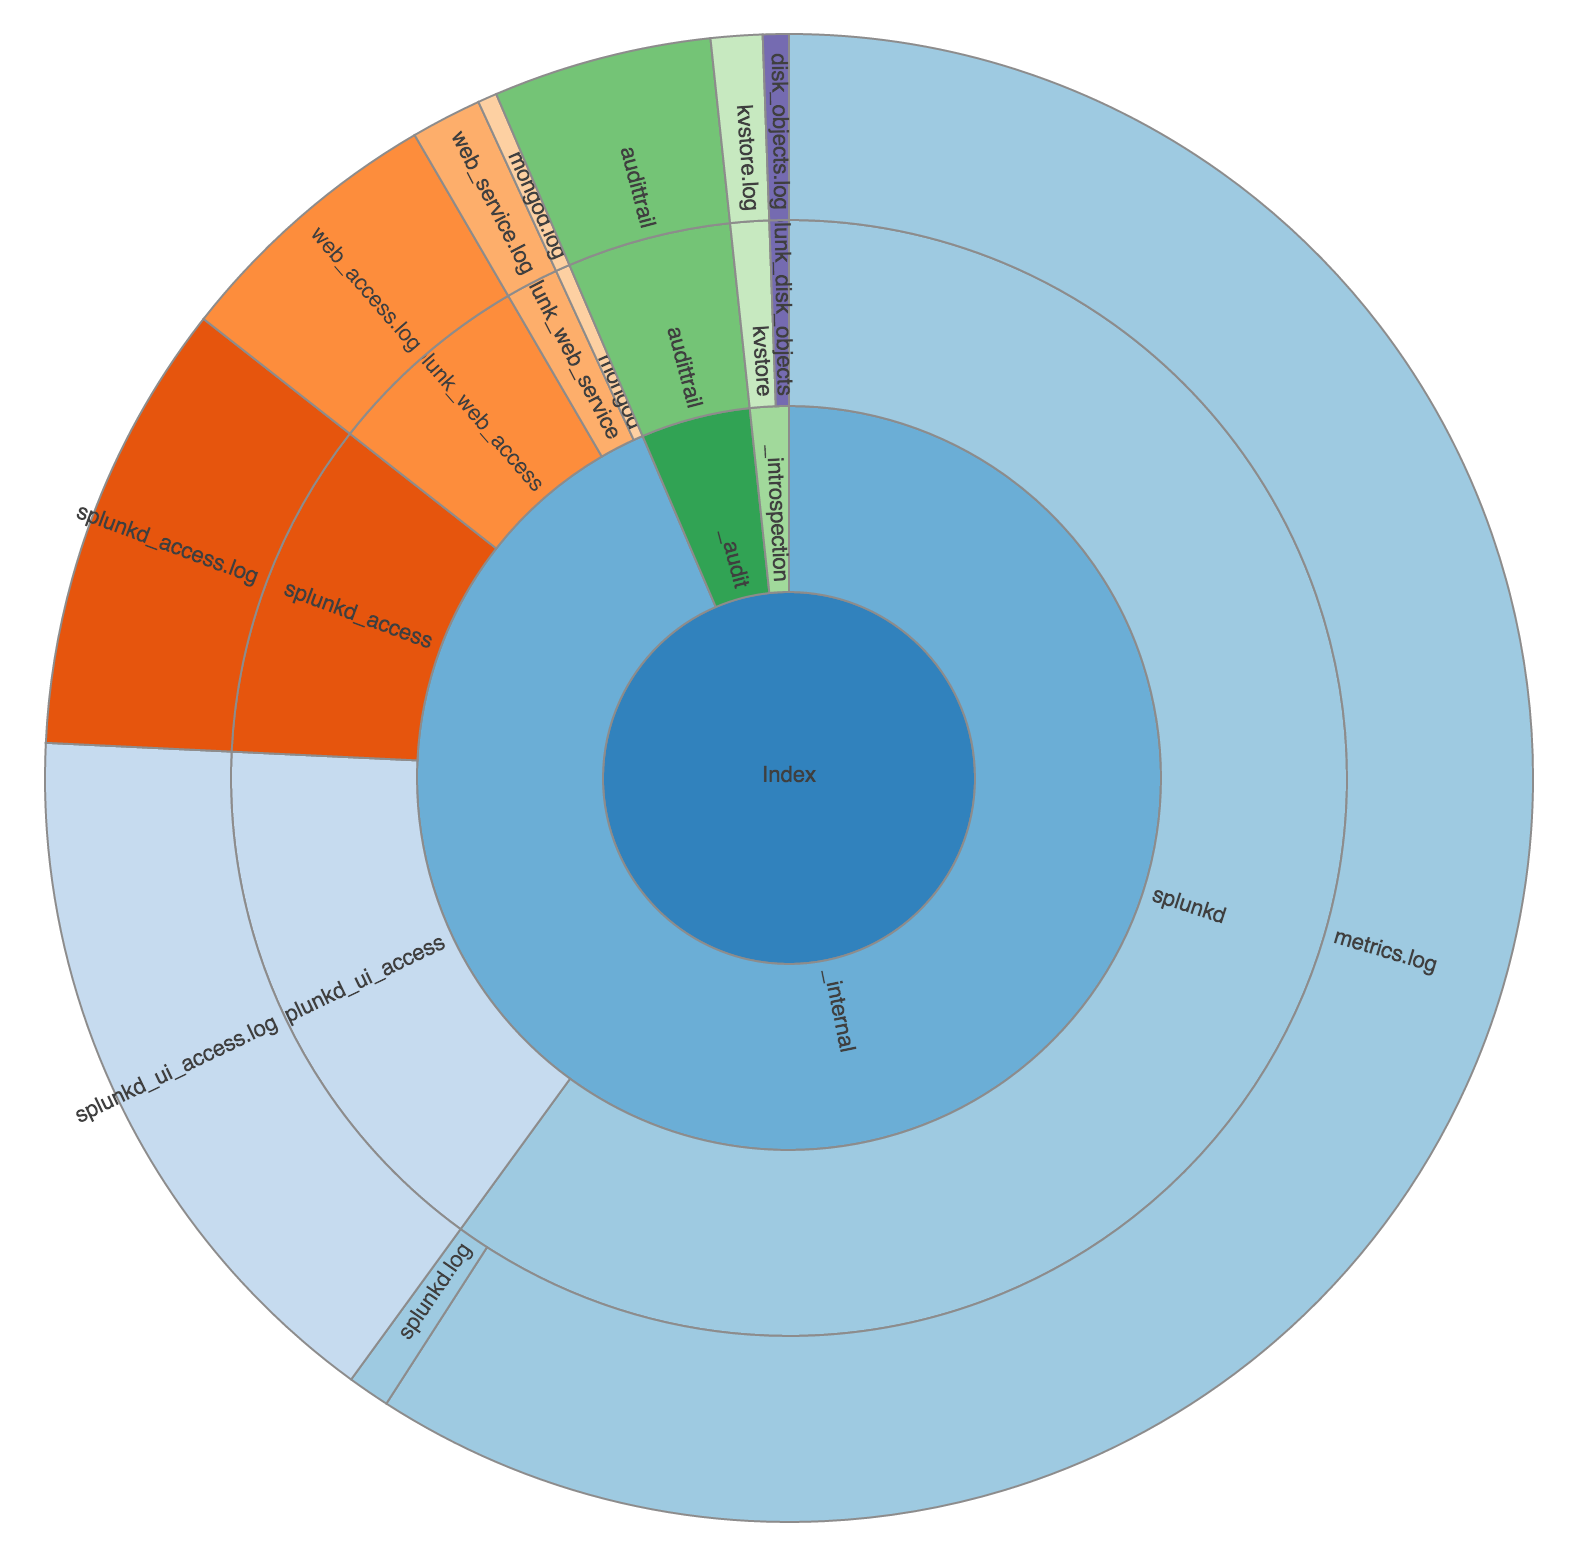 Index
_internal
_audit
_introspection
splunkd
plunkd_ui_access
splunkd_access
lunk_web_access
lunk_web_service
mongod
audittrail
kvstore
lunk_disk_objects
metrics.log
splunkd.log
splunkd_ui_access.log
splunkd_access.log
web_access.log
web_service.log
mongod.log
audittrail
kvstore.log
disk_objects.log